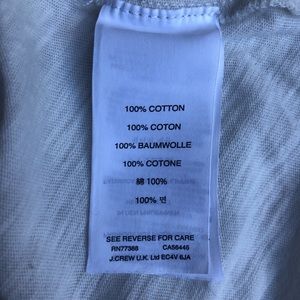 100% COTTON
100% COTON
100% BAUMWOLLE
100% COTONE
綿 100%
100% 면
SEE REVERSE FOR CARE
RN77388 CA56445
J.CREW U.K. Ltd EC4V 6JA